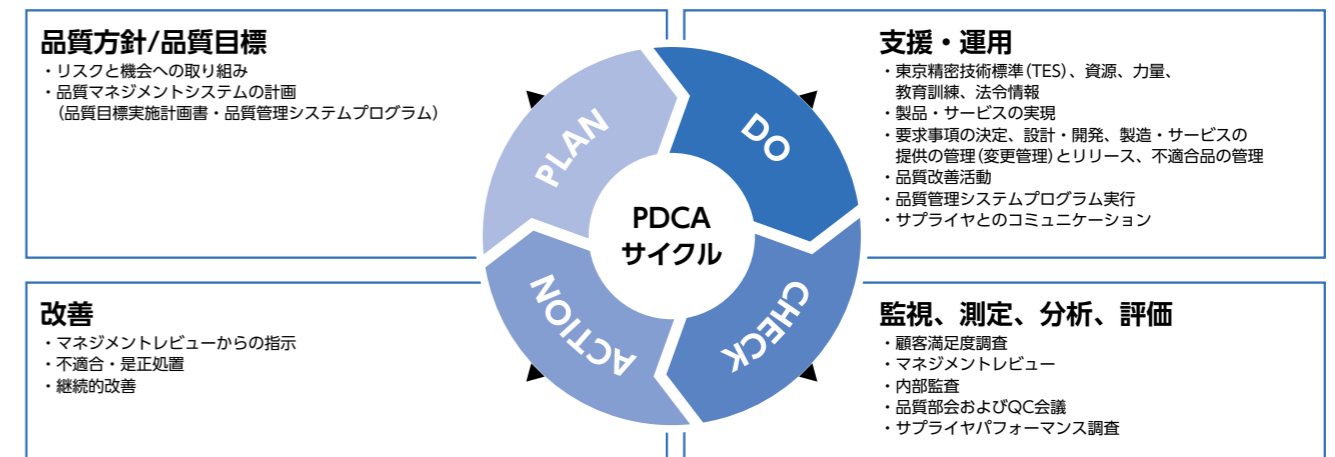 品質方針/品質目標
・リスクと機会への取り組み
・品質マネジメントシステムの計画
(品質目標実施計画書・品質管理システムプログラム)
支援・運用
・東京精密技術標準(TES)、資源、力量、
教育訓練、法令情報
・製品・サービスの実現
・要求事項の決定、設計・開発、製造・サービスの
提供の管理(変更管理)とリリース、不適合品の管理
・品質改善活動
・品質管理システムプログラム実行
・サプライヤとのコミュニケーション
PLAN
DO
PDCA
サイクル
ACTION
CHECK
改善
・マネジメントレビューからの指示
・不適合・是正処置
・継続的改善
監視、測定、分析、評価
・顧客満足度調査
・マネジメントレビュー
・内部監査
・品質部会およびQC会議
・サプライヤパフォーマンス調査